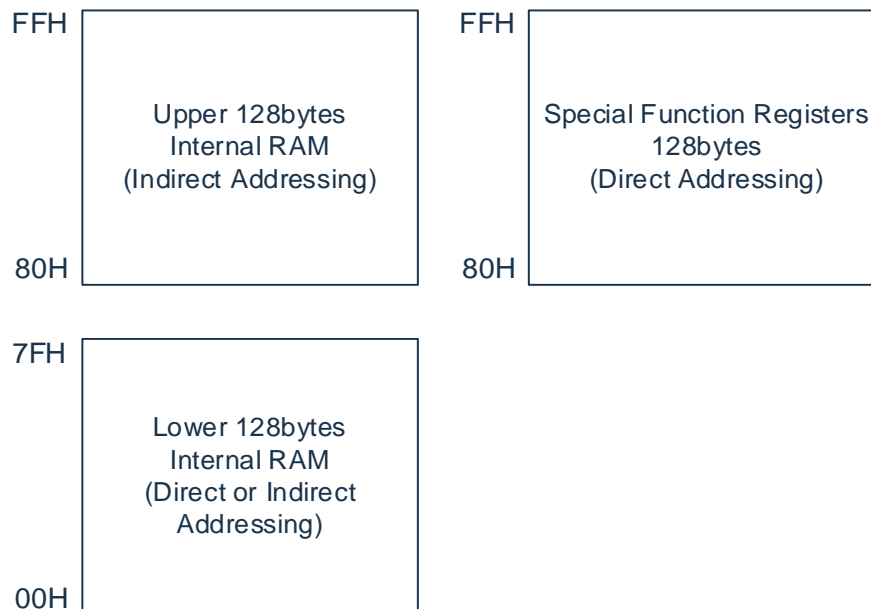 FFH
Upper 128bytes
Internal RAM
(Indirect Addressing)
80H
FFH
Special Function Registers
128bytes
(Direct Addressing)
80H
7FH
Lower 128bytes
Internal RAM
(Direct or Indirect
Addressing)
00H